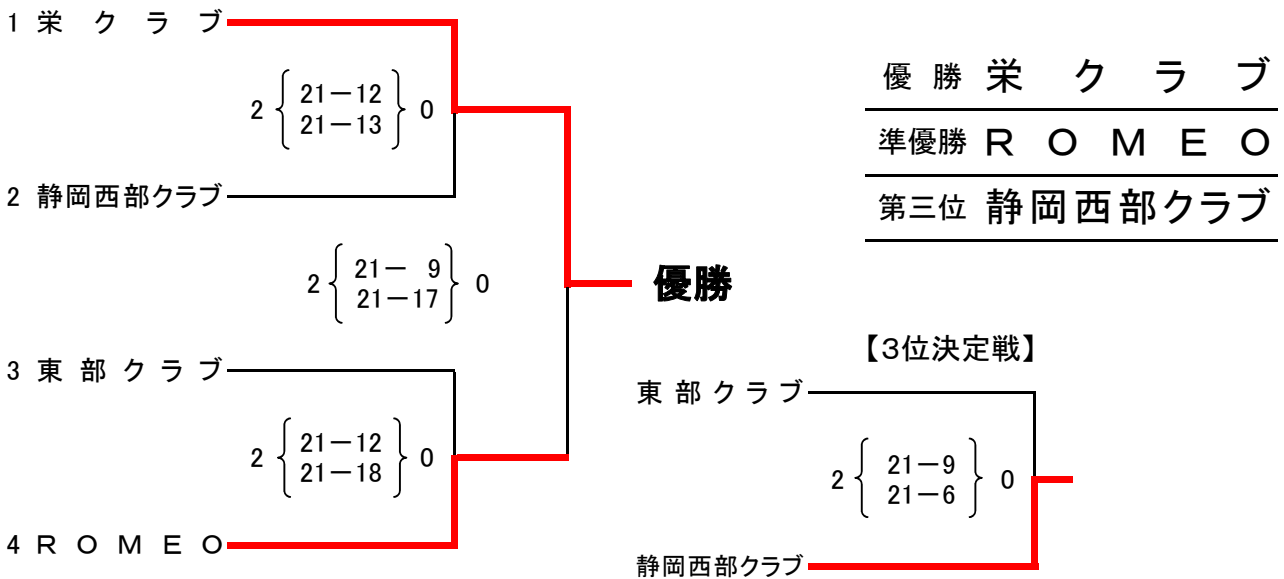 1 栄クラブ
2 { 21-12 } 0
21-13
2 静岡西部クラブ
2 { 21- 9 } 0
21-17
優勝
3 東部クラブ
2 { 21-12 } 0
21-18
4 ROMEO
優勝 栄クラブ
準優勝 ROMEO
第三位 静岡西部クラブ
【3位決定戦】
東部クラブ
2 { 21-9 } 0
21-6
静岡西部クラブ